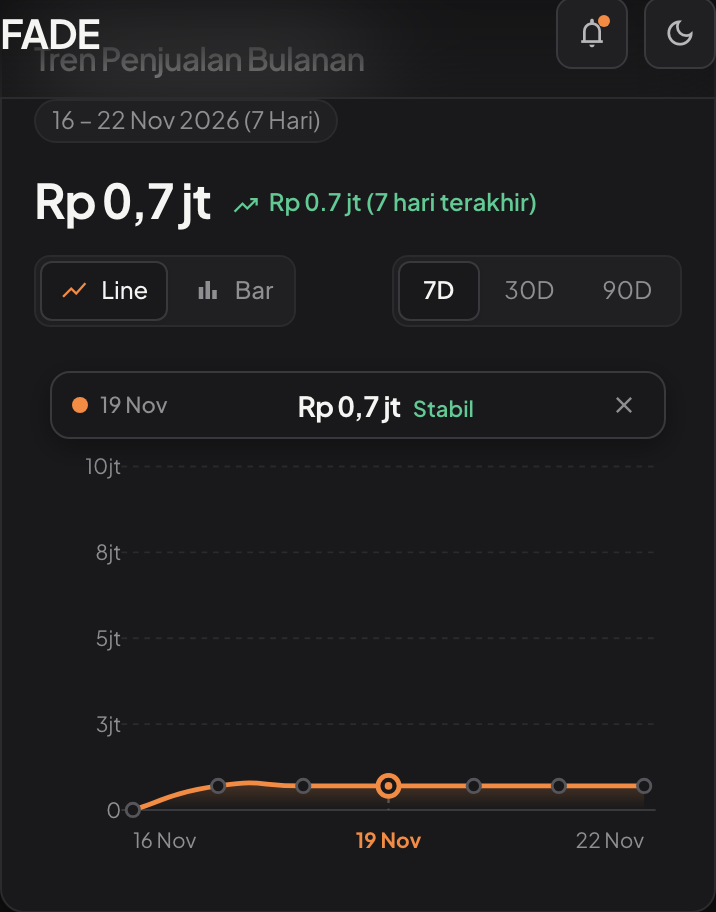 FADE
Tren Penjualan Bulanan
16 – 22 Nov 2026 (7 Hari)
Rp 0,7 jt Rp 0.7 jt (7 hari terakhir)
Line Bar 7D 30D 90D
19 Nov Rp 0,7 jt Stabil
10jt
8jt
5jt
3jt
0
16 Nov 19 Nov 22 Nov